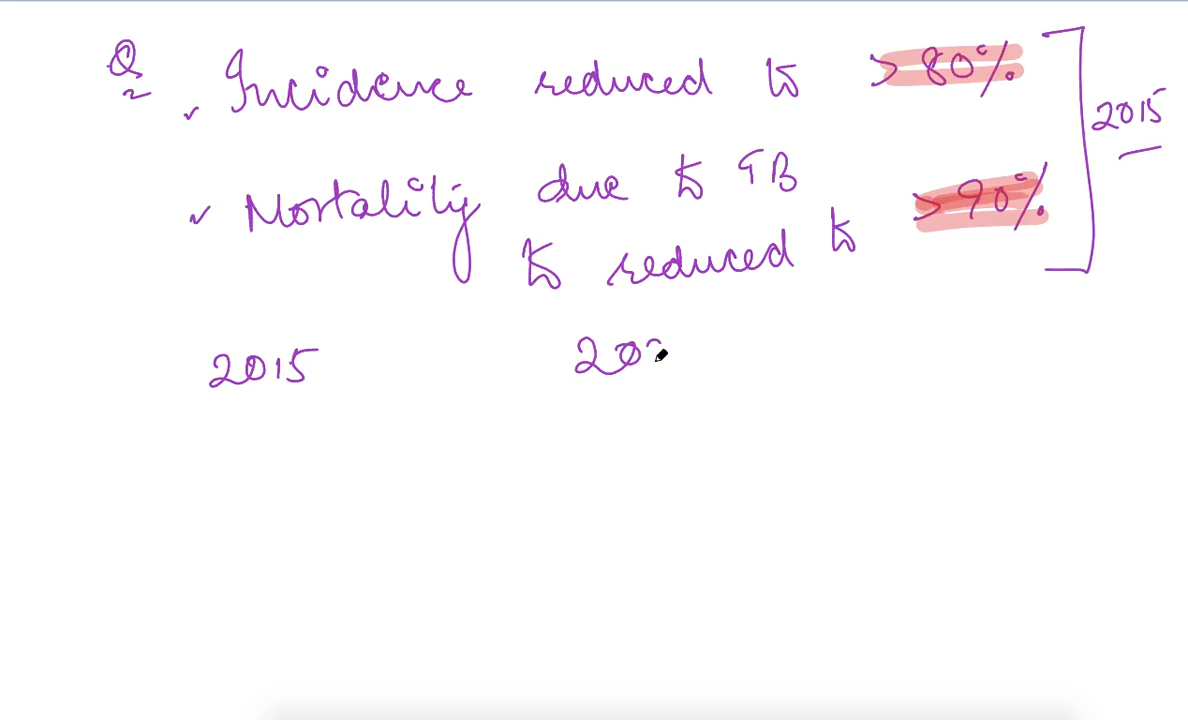 Q
Incidence reduced to >80%
Mortality due to TB
to reduced to >90%
2015
2015